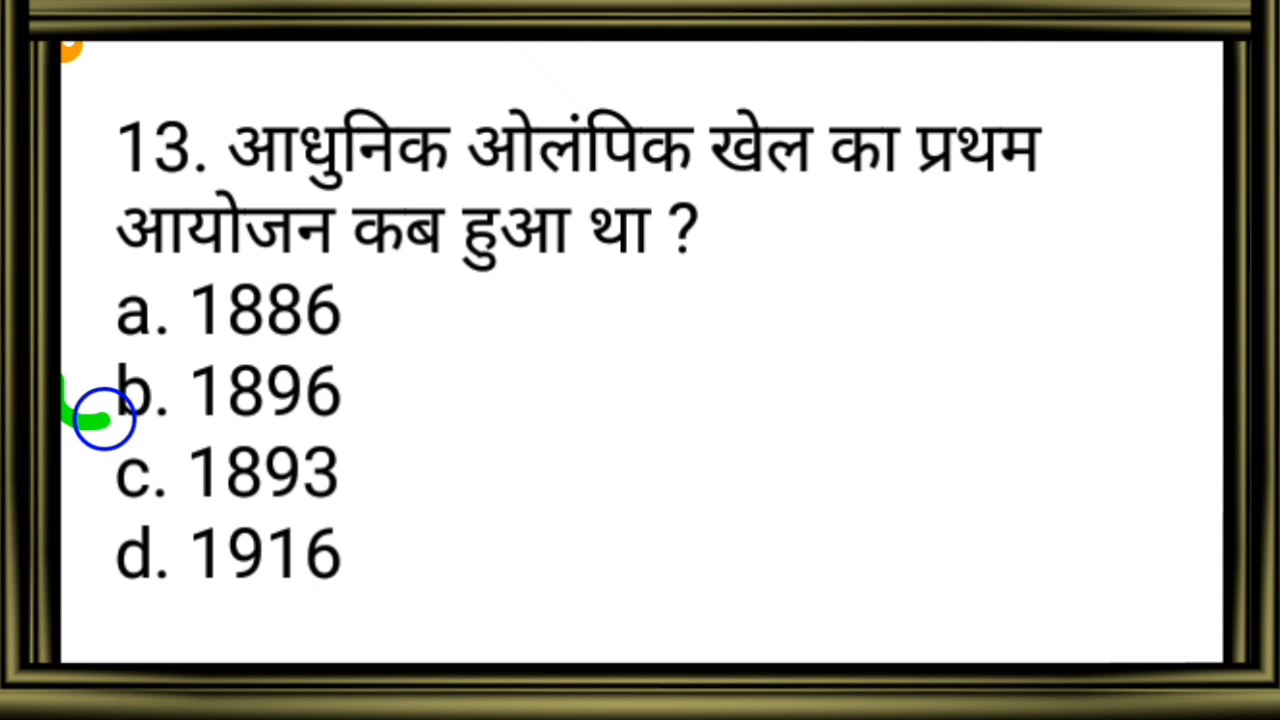 13. आधुनिक ओलंपिक खेल का प्रथम
आयोजन कब हुआ था ?
a. 1886
b. 1896
c. 1893
d. 1916